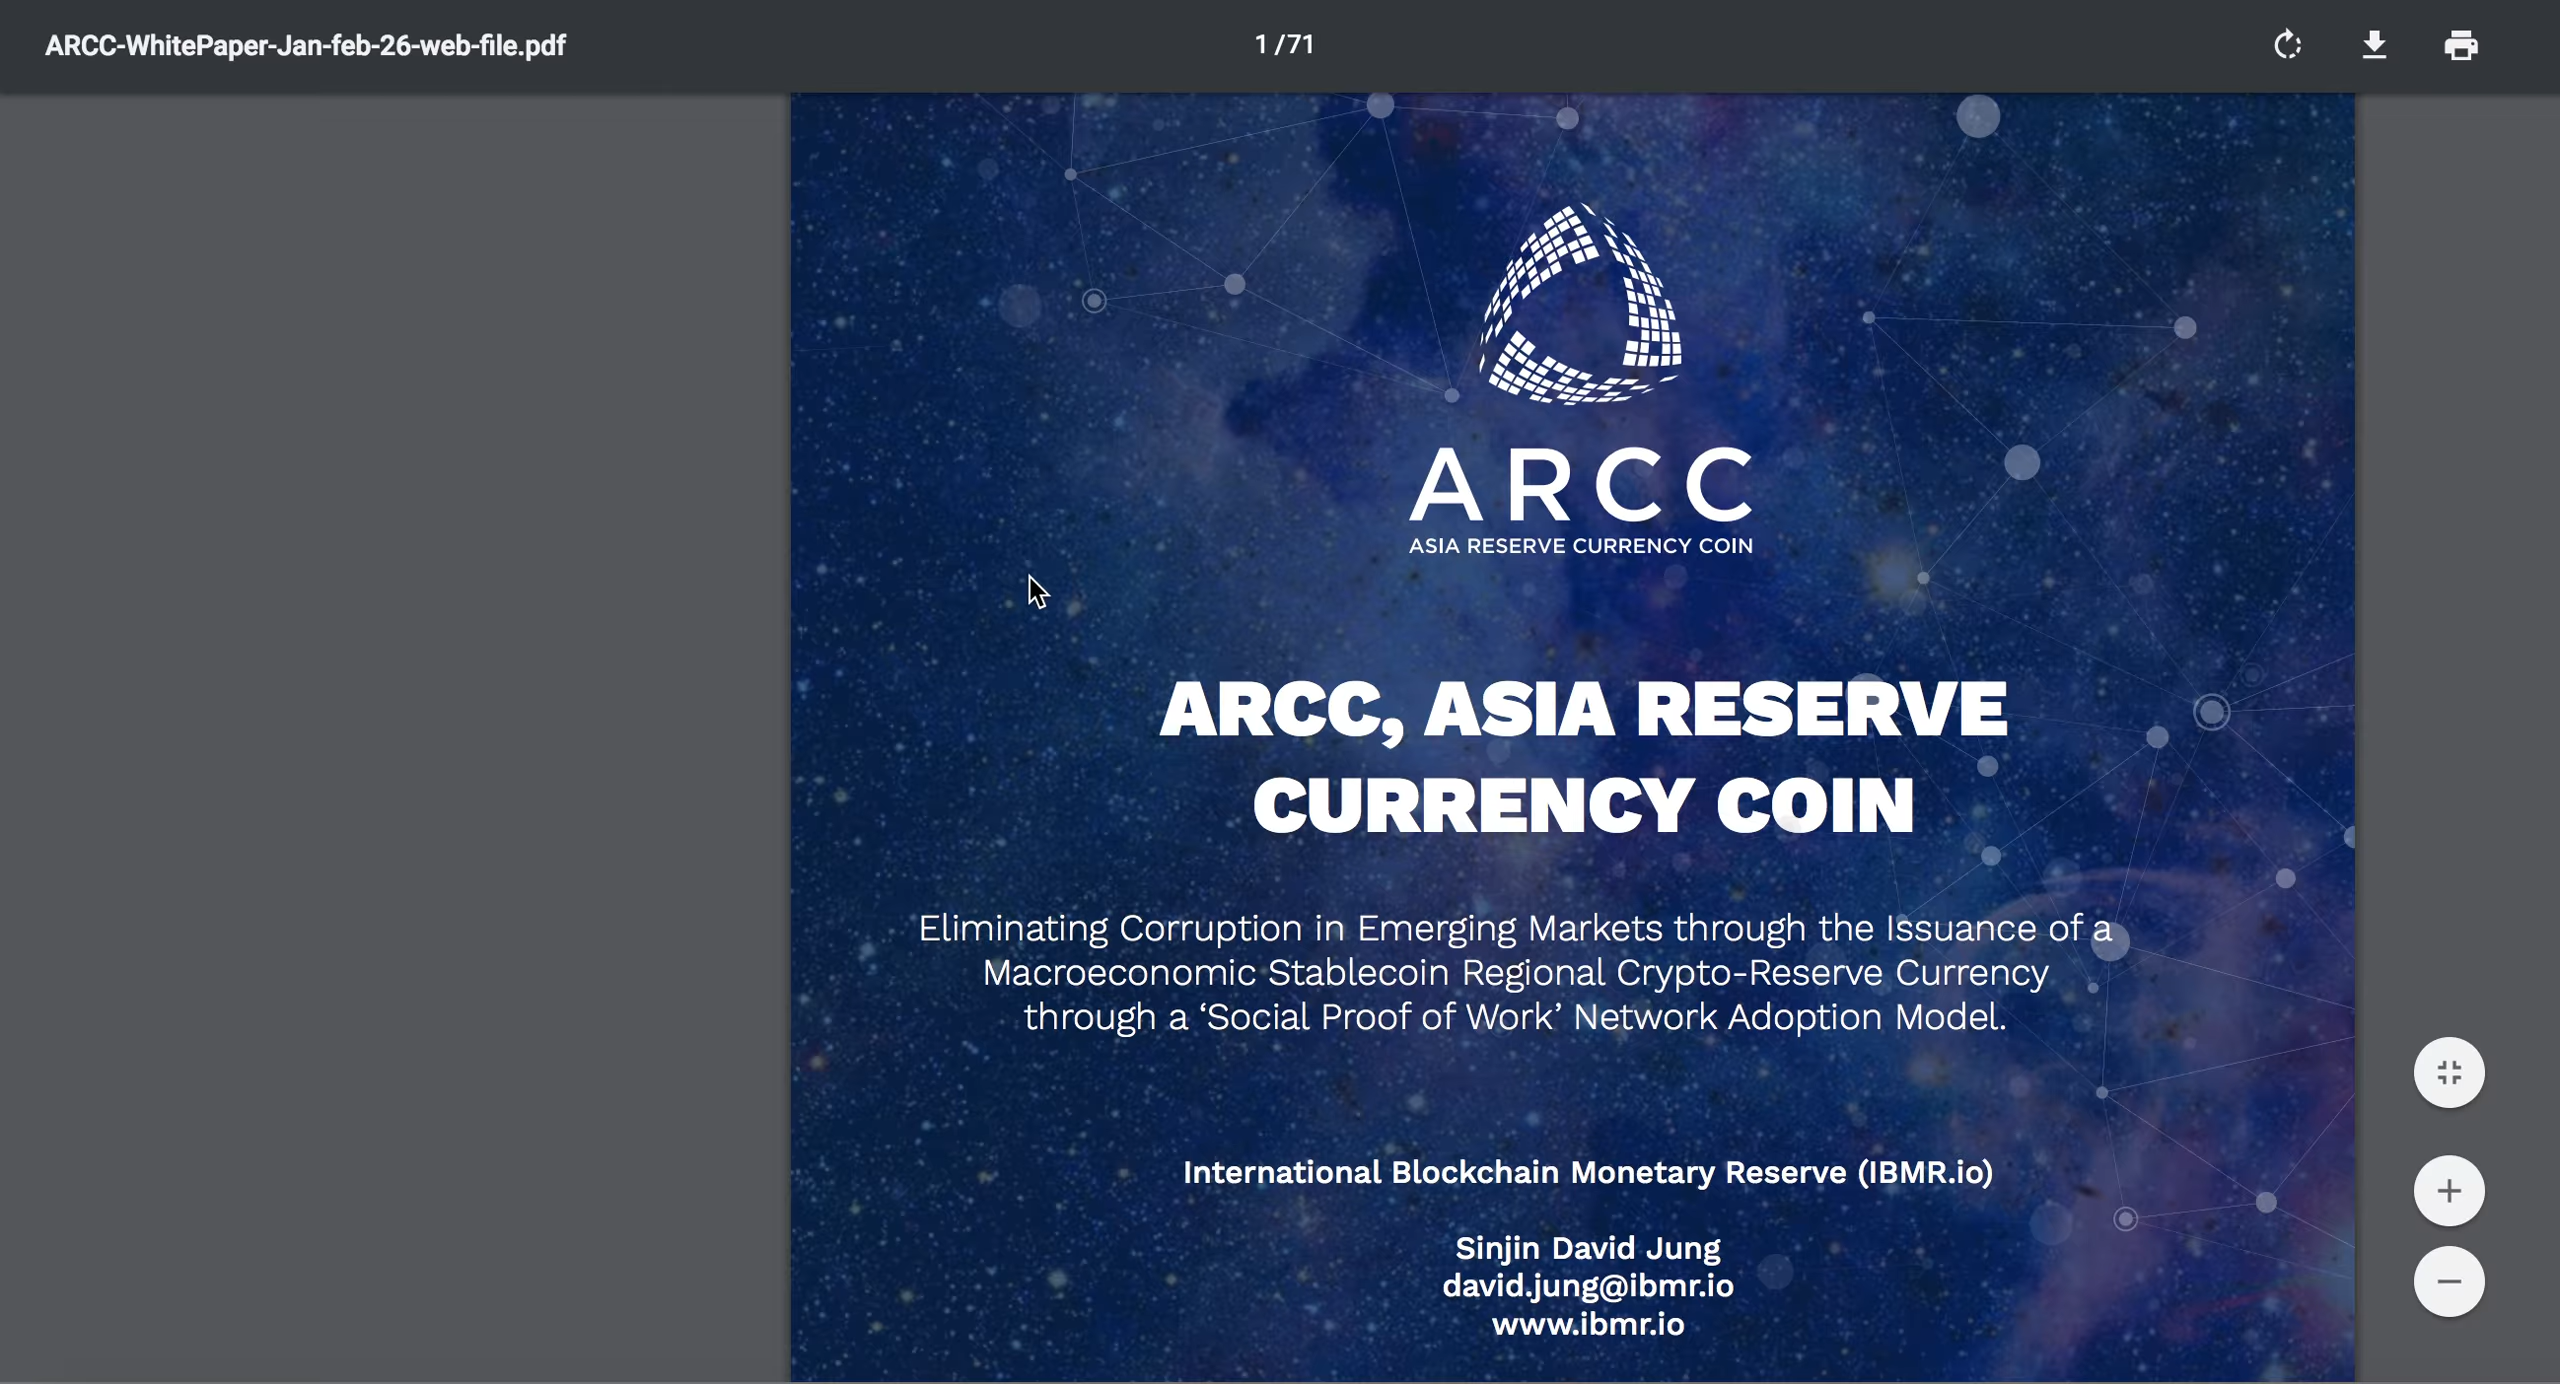 ARCC-WhitePaper-Jan-feb-26-web-file.pdf
1 /71
ARCC
ASIA RESERVE CURRENCY COIN
ARCC, ASIA RESERVE
CURRENCY COIN
Eliminating Corruption in Emerging Markets through the Issuance of a
Macroeconomic Stablecoin Regional Crypto-Reserve Currency
through a ‘Social Proof of Work’ Network Adoption Model.
International Blockchain Monetary Reserve (IBMR.io)
Sinjin David Jung
david.jung@ibmr.io
www.ibmr.io